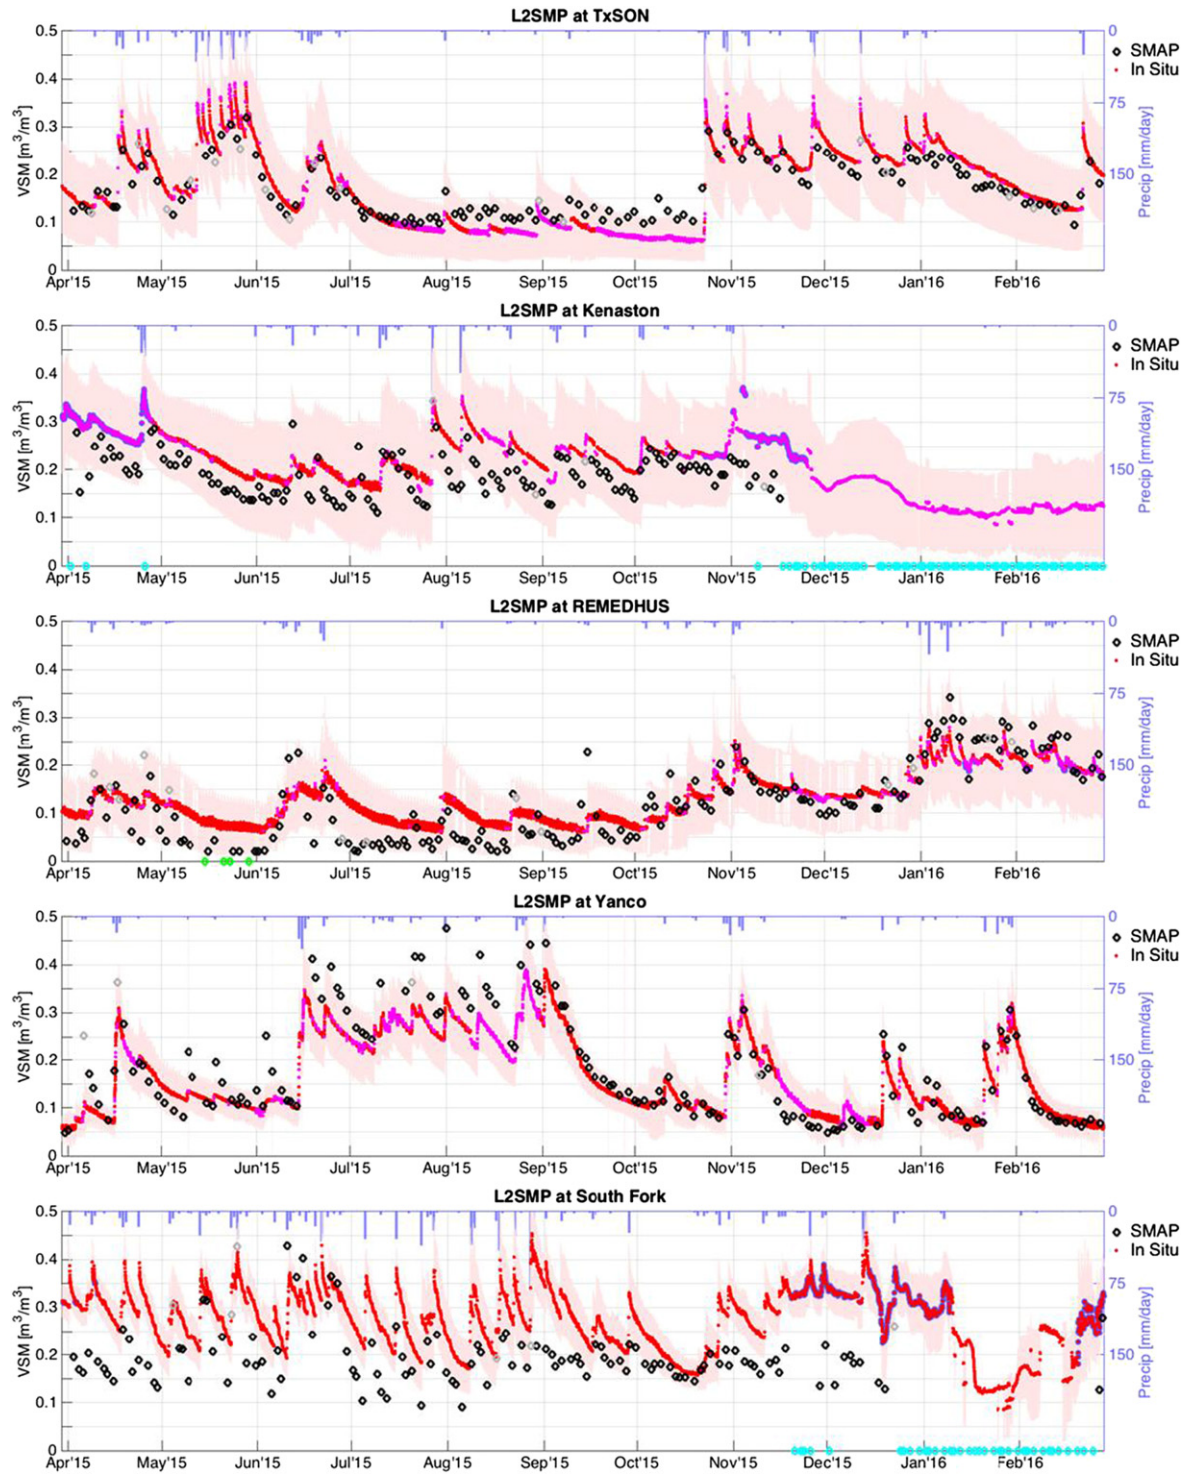 L2SMP at TxSON
VSM [m³/m³]
0.5
0.4
0.3
0.2
0.1
0
0
75
150
Precip [mm/day]
SMAP
In Situ
Apr'15 May'15 Jun'15 Jul'15 Aug'15 Sep'15 Oct'15 Nov'15 Dec'15 Jan'16 Feb'16
L2SMP at Kenaston
VSM [m³/m³]
0.5
0.4
0.3
0.2
0.1
0
0
75
150
Precip [mm/day]
SMAP
In Situ
Apr'15 May'15 Jun'15 Jul'15 Aug'15 Sep'15 Oct'15 Nov'15 Dec'15 Jan'16 Feb'16
L2SMP at REMEDHUS
VSM [m³/m³]
0.5
0.4
0.3
0.2
0.1
0
0
75
150
Precip [mm/day]
SMAP
In Situ
Apr'15 May'15 Jun'15 Jul'15 Aug'15 Sep'15 Oct'15 Nov'15 Dec'15 Jan'16 Feb'16
L2SMP at Yanco
VSM [m³/m³]
0.5
0.4
0.3
0.2
0.1
0
0
75
150
Precip [mm/day]
SMAP
In Situ
Apr'15 May'15 Jun'15 Jul'15 Aug'15 Sep'15 Oct'15 Nov'15 Dec'15 Jan'16 Feb'16
L2SMP at South Fork
VSM [m³/m³]
0.5
0.4
0.3
0.2
0.1
0
0
75
150
Precip [mm/day]
SMAP
In Situ
Apr'15 May'15 Jun'15 Jul'15 Aug'15 Sep'15 Oct'15 Nov'15 Dec'15 Jan'16 Feb'16